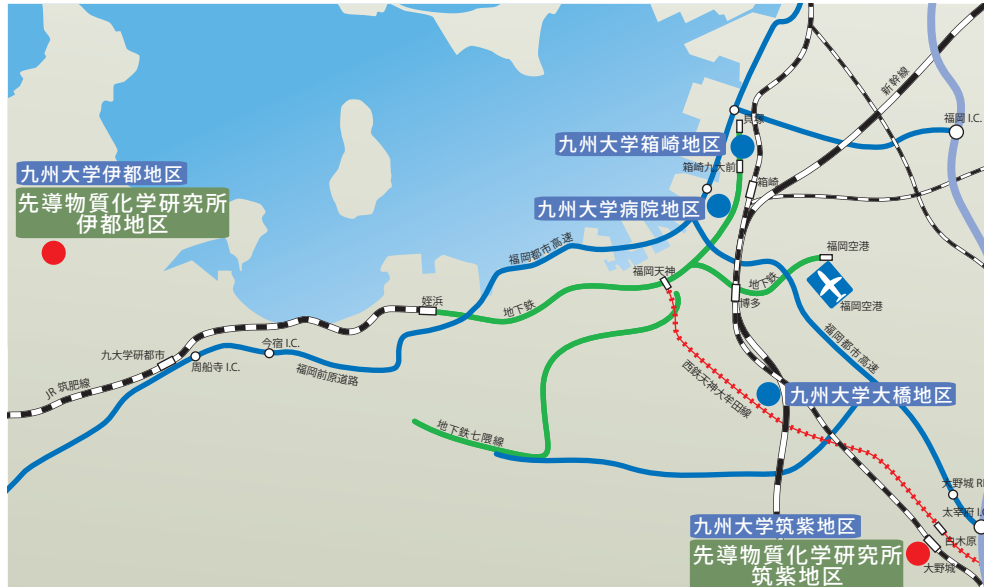 新幹線
貝塚
福岡 I.C.
九州大学箱崎地区
箱崎九大前
箱崎
九州大学伊都地区
先導物質化学研究所
伊都地区
九州大学病院地区
福岡都市高速
福岡天神
地下鉄
福岡空港
福岡空港
博多
姪浜
地下鉄
九大学研都市
今宿 I.C.
周船寺 I.C.
福岡前原道路
JR 筑肥線
福岡都市高速
西鉄天神大牟田線
九州大学大橋地区
地下鉄七隈線
大野城
太宰府 I.C
白木原
九州大学筑紫地区
先導物質化学研究所
筑紫地区
大野城